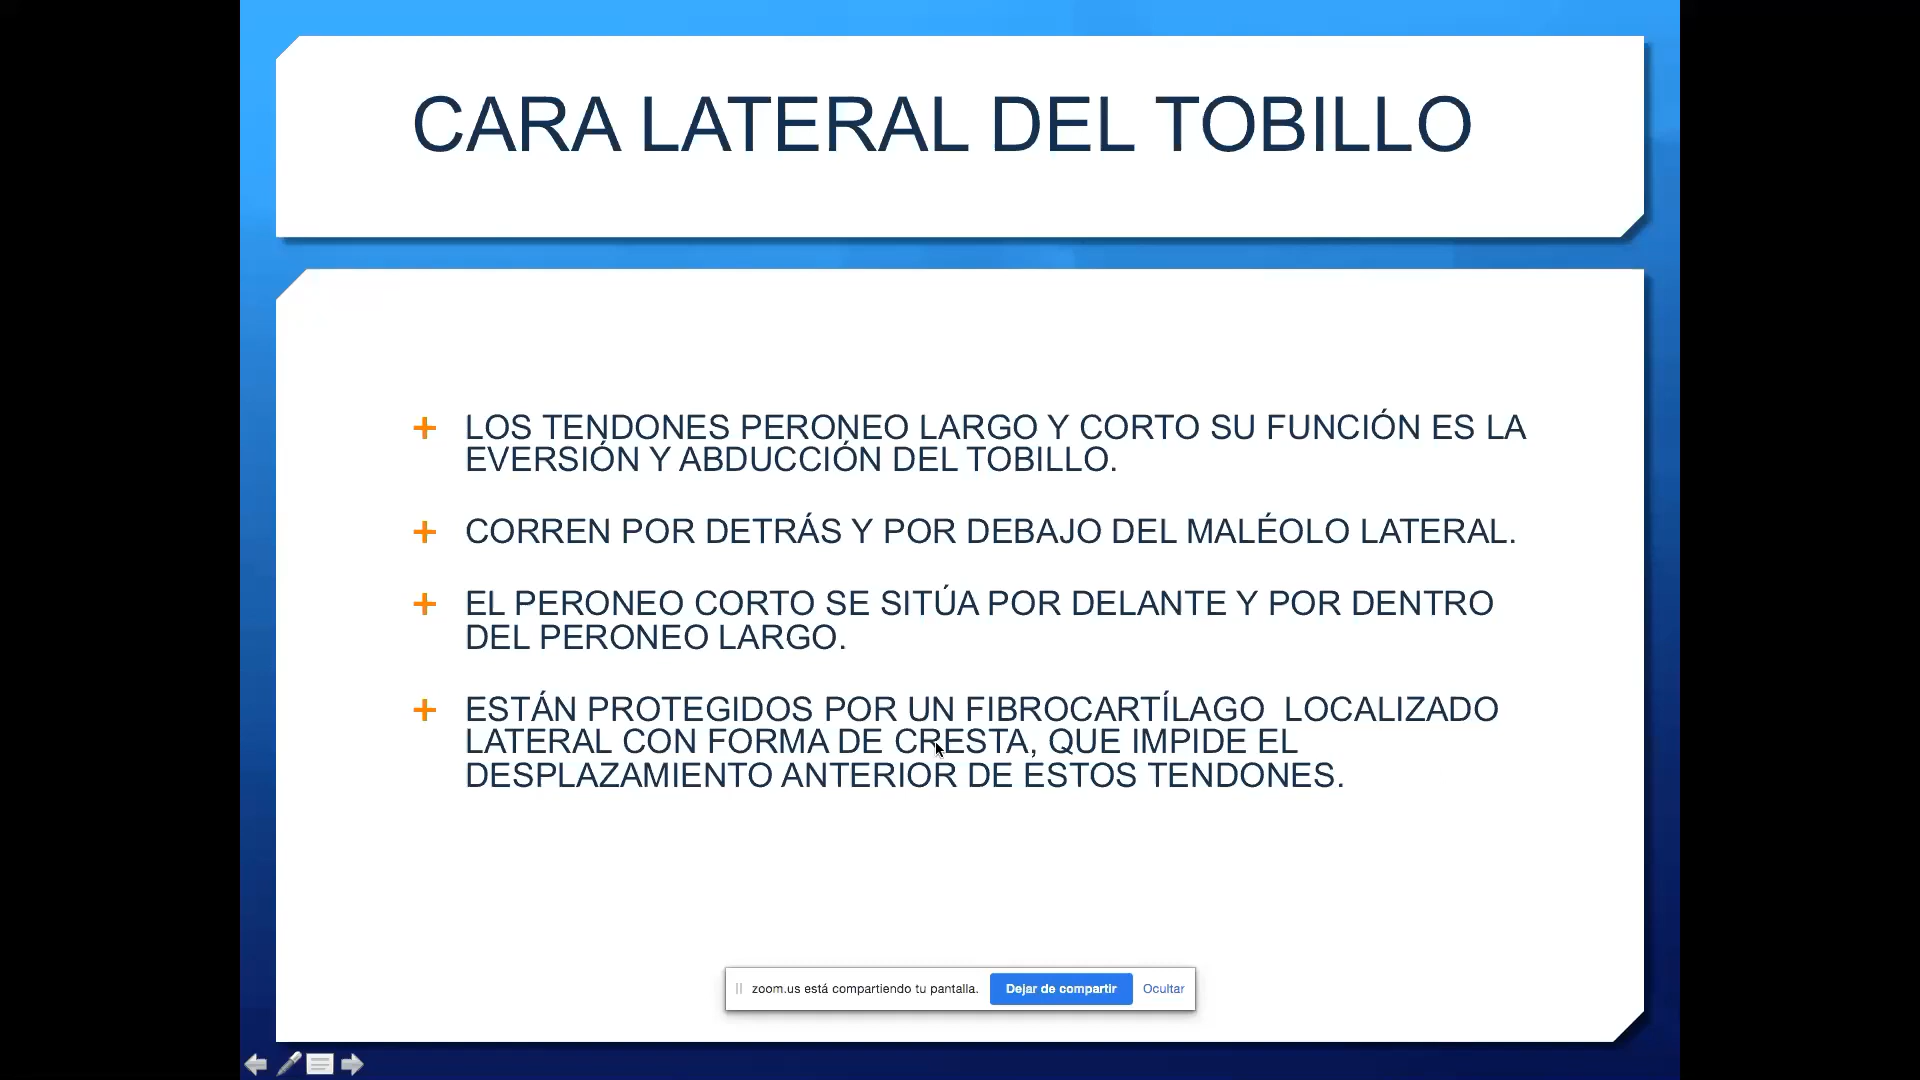 CARA LATERAL DEL TOBILLO
+ LOS TENDONES PERONEO LARGO Y CORTO SU FUNCIÓN ES LA
EVERSIÓN Y ABDUCCIÓN DEL TOBILLO.
+ CORREN POR DETRÁS Y POR DEBAJO DEL MALÉOLO LATERAL.
+ EL PERONEO CORTO SE SITÚA POR DELANTE Y POR DENTRO
DEL PERONEO LARGO.
+ ESTÁN PROTEGIDOS POR UN FIBROCARTÍLAGO  LOCALIZADO
LATERAL CON FORMA DE CRESTA, QUE IMPIDE EL
DESPLAZAMIENTO ANTERIOR DE ESTOS TENDONES.
zoom.us está compartiendo tu pantalla. Dejar de compartir Ocultar